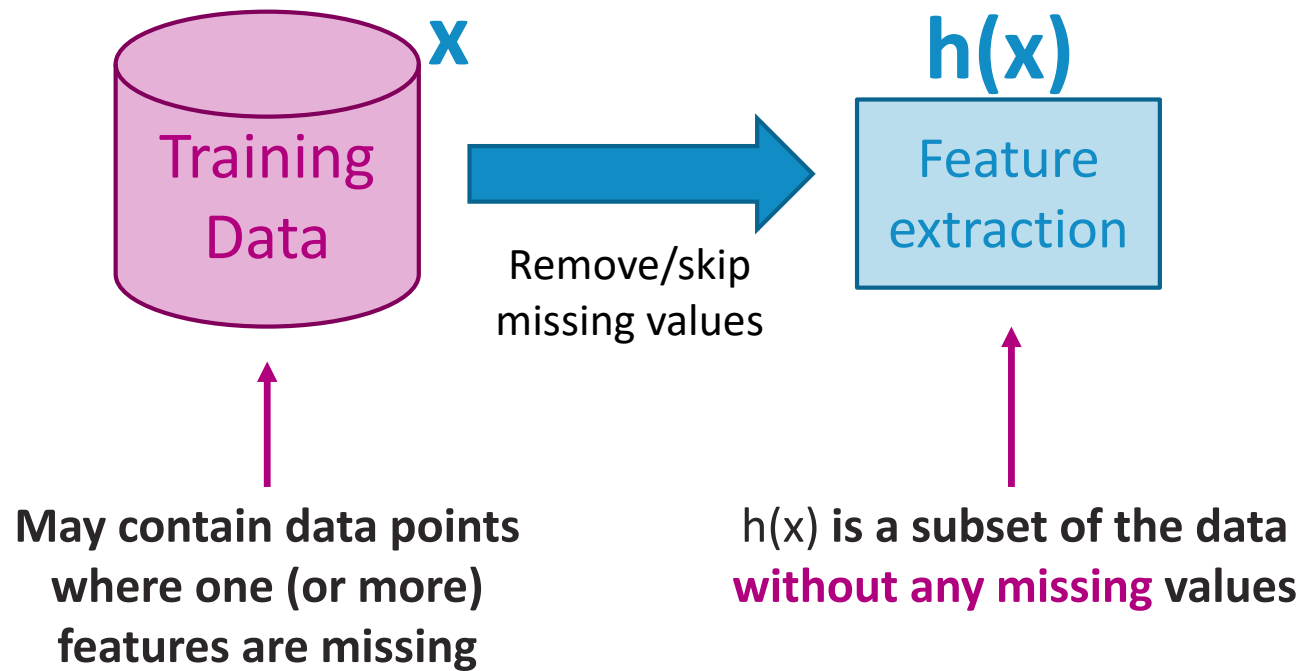 x
Training
Data
Remove/skip
missing values
h(x)
Feature
extraction
May contain data points
where one (or more)
features are missing
h(x) is a subset of the data
without any missing values